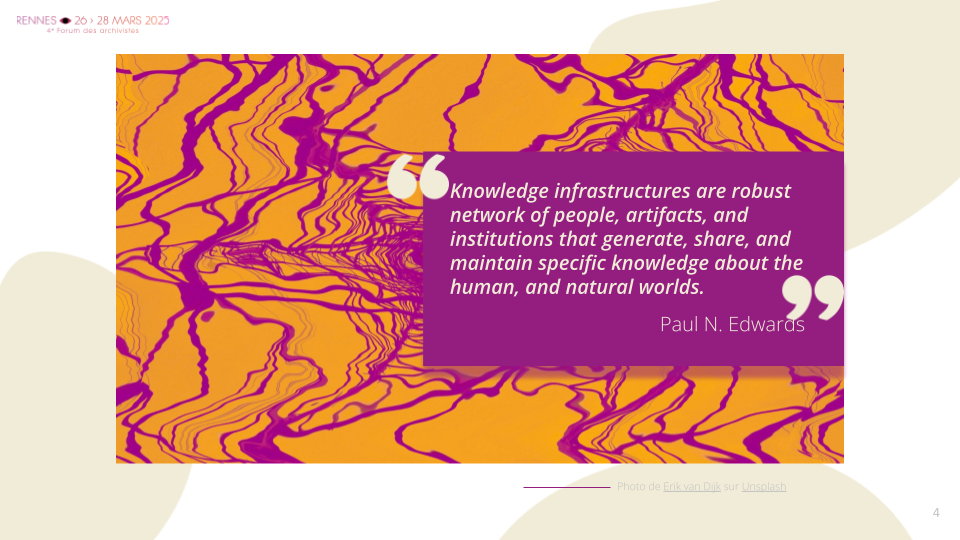 RENNES 26 > 28 MARS 2025
4e Forum des archivistes
Knowledge infrastructures are robust
network of people, artifacts, and
institutions that generate, share, and
maintain specific knowledge about the
human, and natural worlds.
Paul N. Edwards
Photo de Erik van Dijk sur Unsplash
4